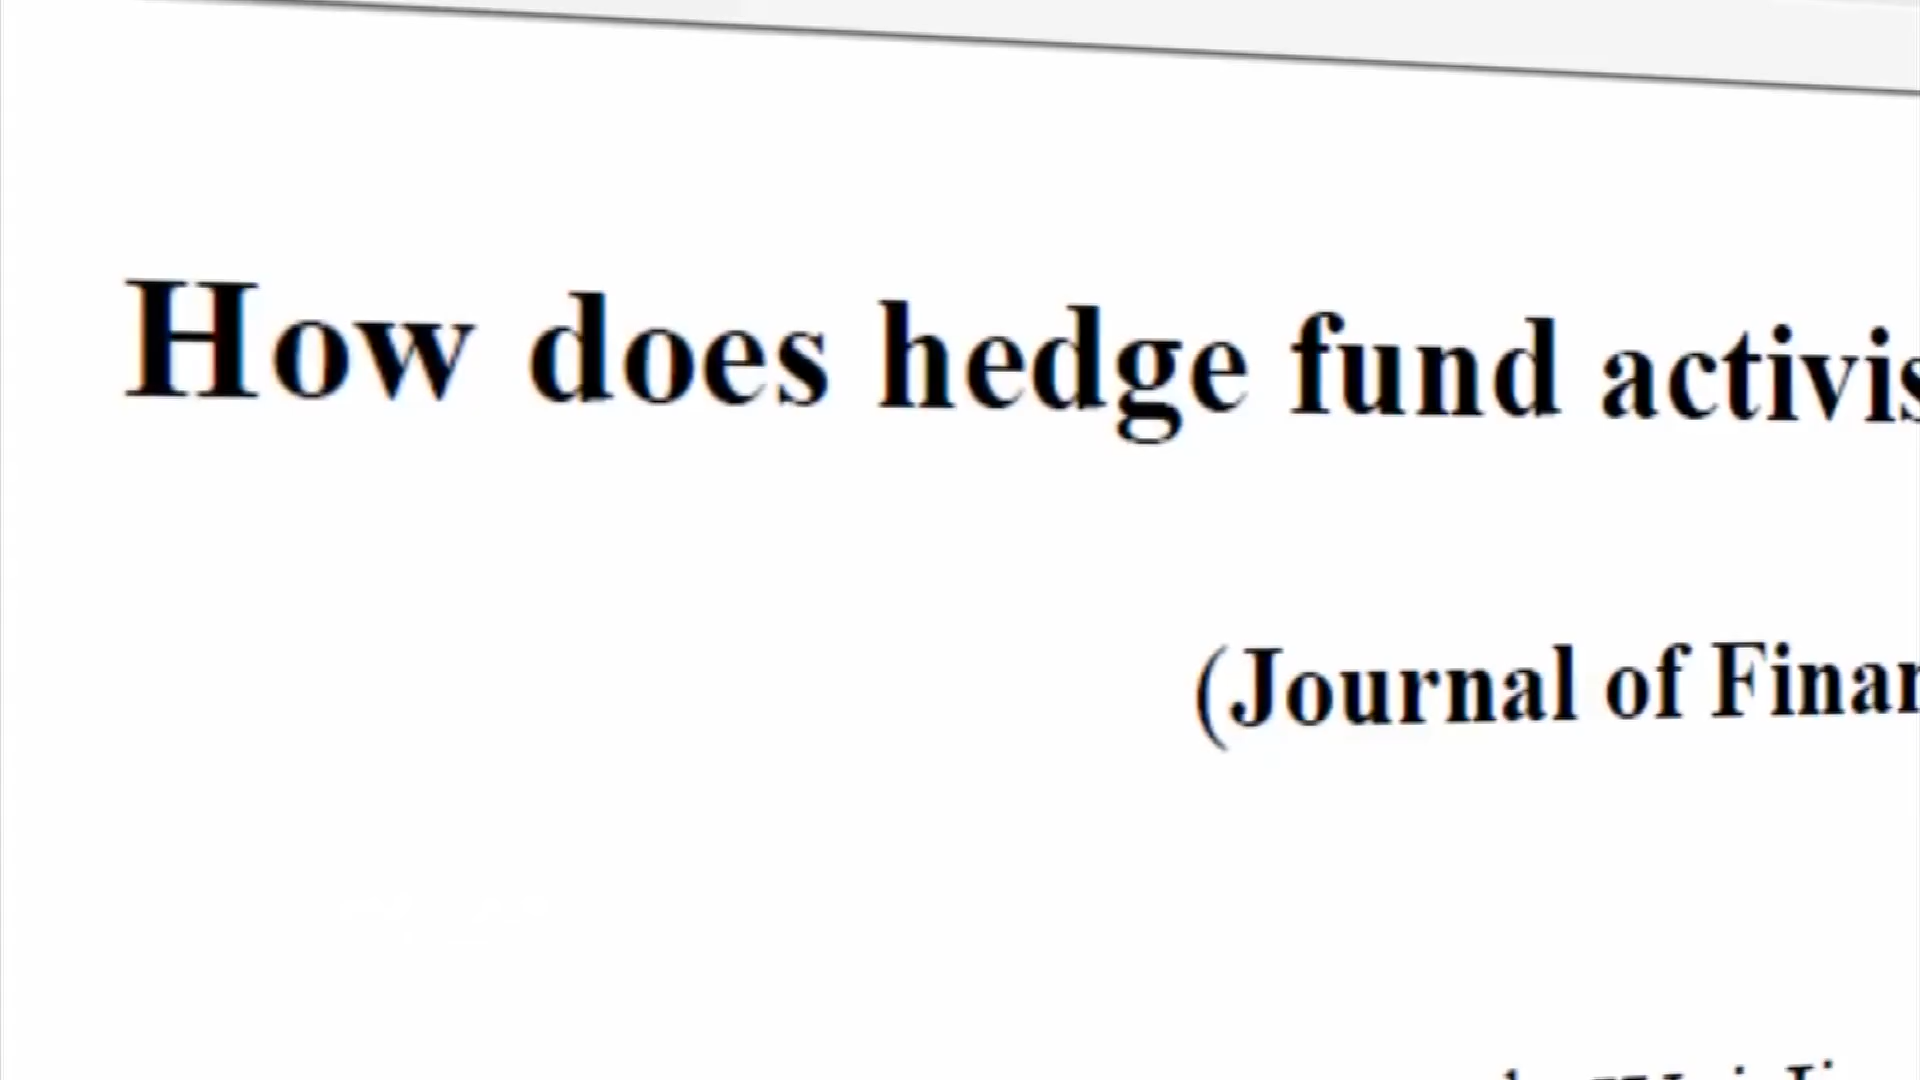 How does hedge fund activis
(Journal of Finan